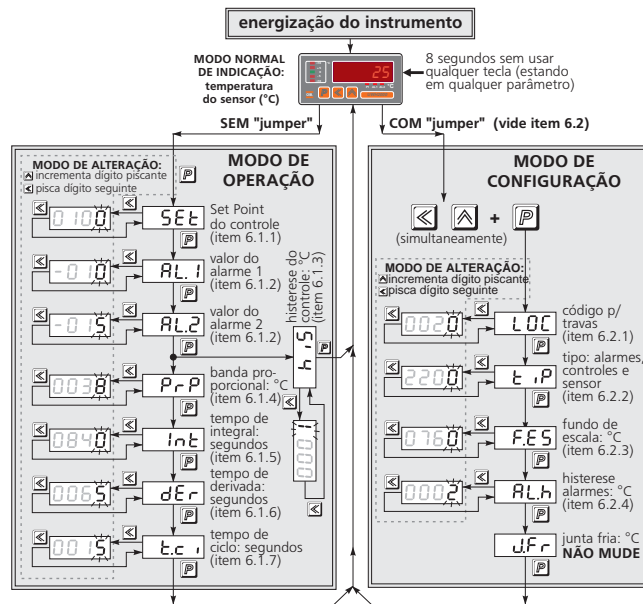 energização do instrumento
MODO NORMAL
DE INDICAÇÃO:
temperatura
do sensor (°C)
25
8 segundos sem usar
qualquer tecla (estando
em qualquer parâmetro)
SEM "jumper"
COM "jumper" (vide item 6.2)
MODO DE ALTERAÇÃO:
incrementa dígito piscante
pisca dígito seguinte
P
MODO DE
OPERAÇÃO
0100
SEt
Set Point
do controle
(item 6.1.1)
P
-010
AL.1
valor do
alarme 1
(item 6.1.2)
P
-015
AL.2
valor do
alarme 2
(item 6.1.2)
P
histerese do
controle: °C
(item 6.1.3)
hiS
P
0001
0038
PrP
banda pro-
porcional: °C
(item 6.1.4)
P
0840
Int
tempo de
integral:
segundos
(item 6.1.5)
P
0065
dEr
tempo de
derivada:
segundos
(item 6.1.6)
P
0015
t.ci
tempo de
ciclo: segundos
(item 6.1.7)
P
MODO DE
CONFIGURAÇÃO
+ P
(simultaneamente)
MODO DE ALTERAÇÃO:
incrementa dígito piscante
pisca dígito seguinte
0020
LOC
código p/
travas
(item 6.2.1)
P
2200
tiP
tipo: alarmes,
controles e
sensor
(item 6.2.2)
P
0760
F.ES
fundo de
escala: °C
(item 6.2.3)
P
0002
AL.h
histerese
alarmes: °C
(item 6.2.4)
P
J.Fr
junta fria: °C
NÃO MUDE
P